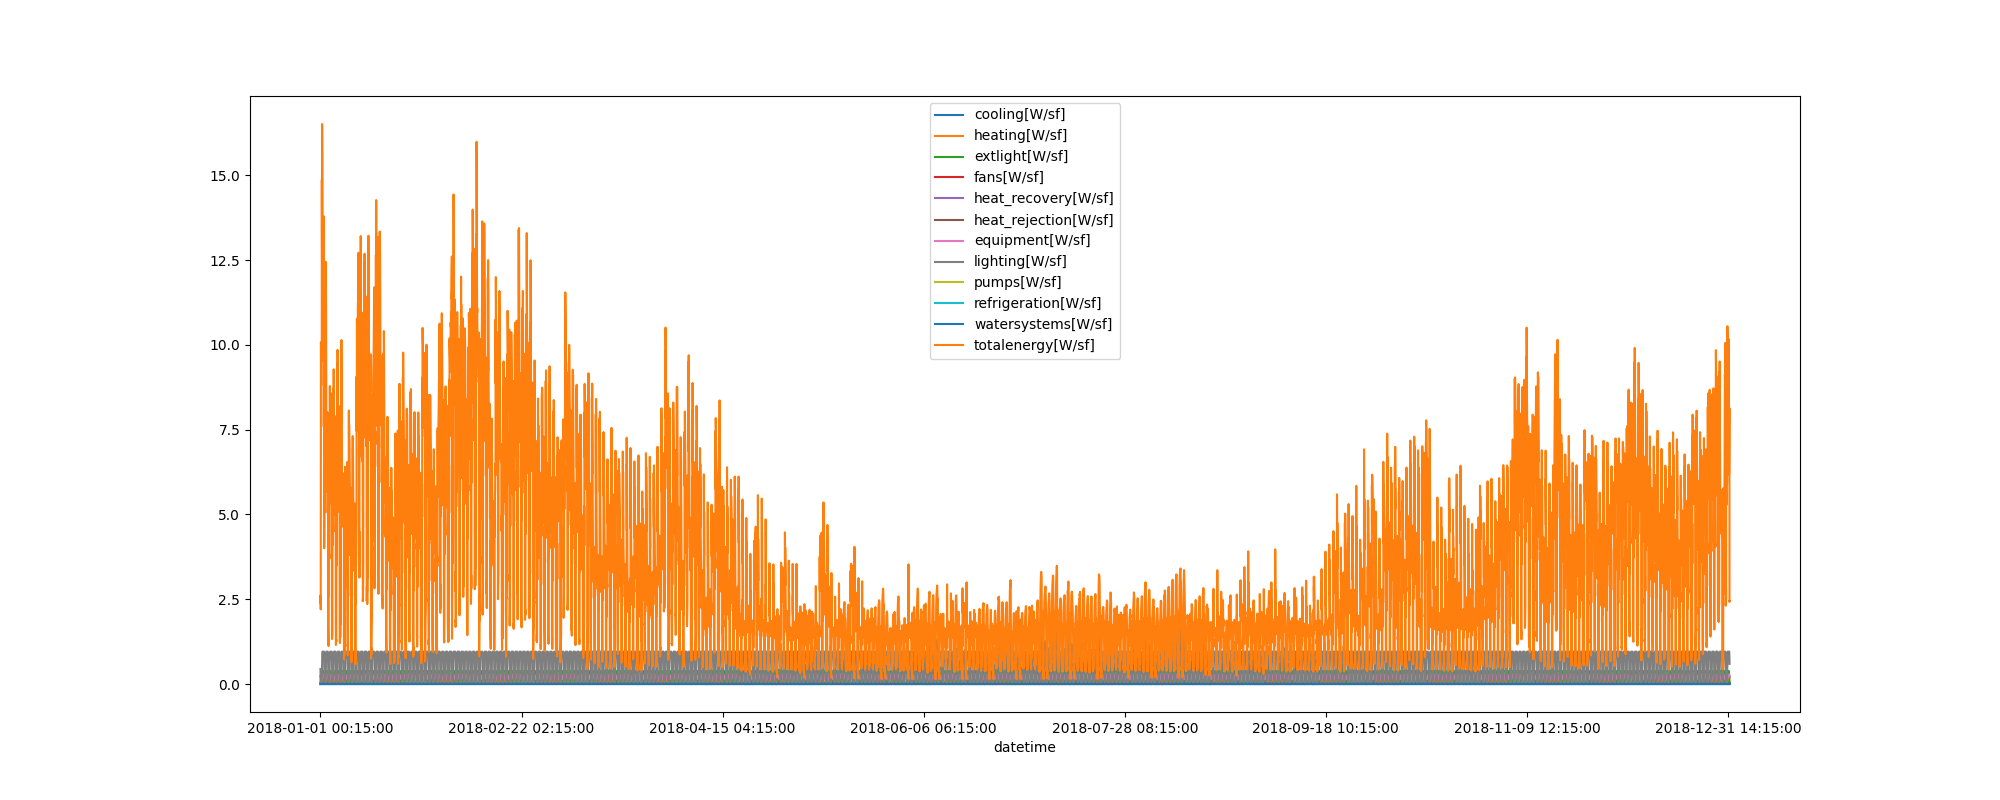 cooling[W/sf]
heating[W/sf]
extlight[W/sf]
fans[W/sf]
heat_recovery[W/sf]
heat_rejection[W/sf]
equipment[W/sf]
lighting[W/sf]
pumps[W/sf]
refrigeration[W/sf]
watersystems[W/sf]
totalenergy[W/sf]
15.0
12.5
10.0
7.5
5.0
2.5
0.0
2018-01-01 00:15:00 2018-02-22 02:15:00 2018-04-15 04:15:00 2018-06-06 06:15:00 2018-07-28 08:15:00 2018-09-18 10:15:00 2018-11-09 12:15:00 2018-12-31 14:15:00
datetime